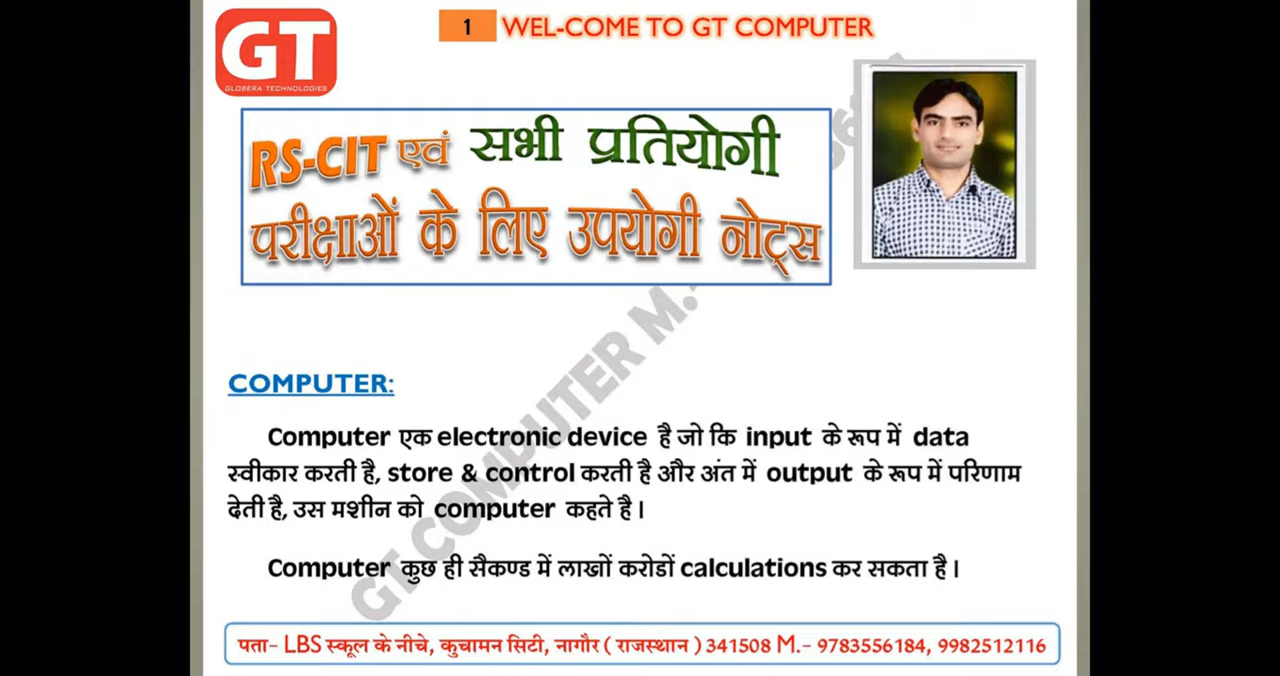 GT
GLOBERA TECHNOLOGIES
1 WEL-COME TO GT COMPUTER
RS-CIT एवं सभी प्रतियोगी
परीक्षाओं के लिए उपयोगी नोट्स
COMPUTER:
Computer एक electronic device है जो कि input के रूप में data
स्वीकार करती है, store & control करती है और अंत में output के रूप में परिणाम
देती है, उस मशीन को computer कहते है।
Computer कुछ ही सैकण्ड में लाखों करोडों calculations कर सकता है।
GT COMPUTER M.-
पता- LBS स्कूल के नीचे, कुचामन सिटी, नागौर ( राजस्थान ) 341508 M.- 9783556184, 9982512116